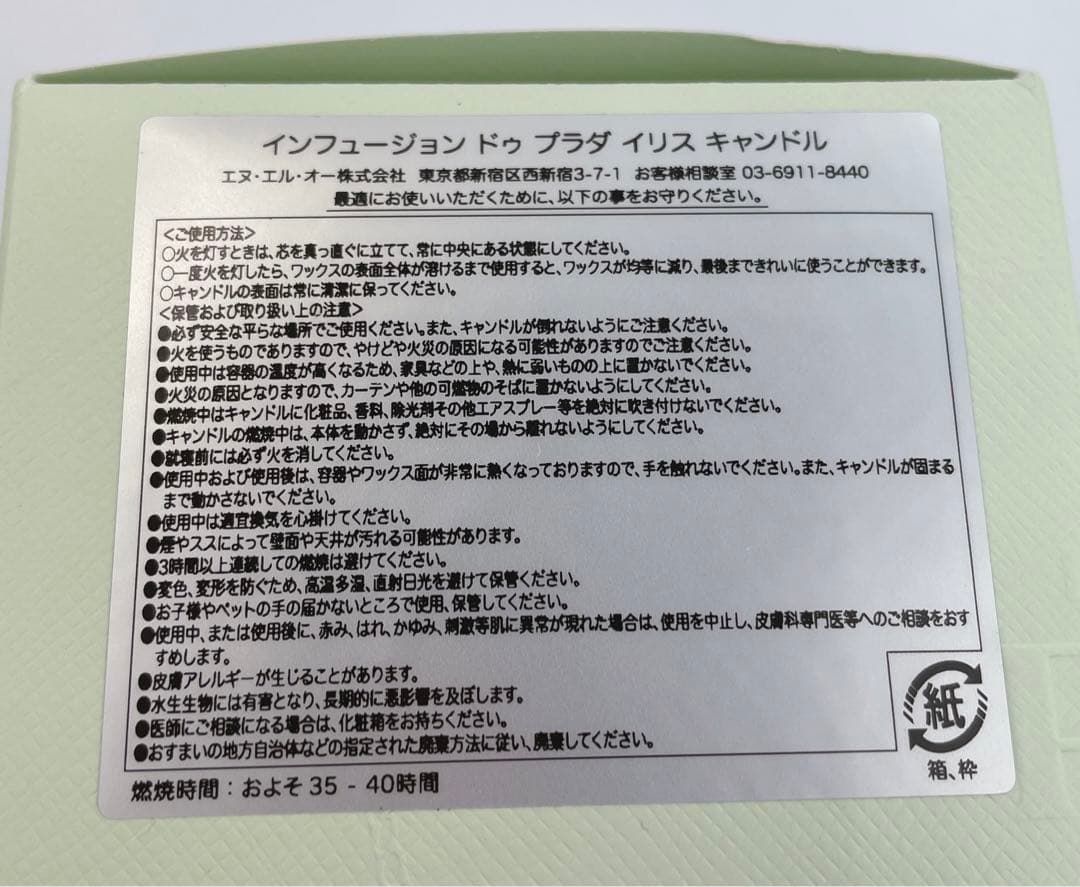 インフュージョン ドゥ プラダ イリス キャンドル
エヌ・エル・オー株式会社 東京都新宿区西新宿3-7-1 お客様相談室 03-6911-8440
最適にお使いいただくために、以下の事をお守りください。
＜ご使用方法＞
○火を灯すときは、芯を真っ直ぐに立てて、常に中央にある状態にしてください。
○一度火を灯したら、ワックスの表面全体が溶けるまで使用すると、ワックスが均等に減り、最後まできれいに使うことができます。
○キャンドルの表面は常に清潔に保ってください。
＜保管および取り扱い上の注意＞
●必ず安全な平らな場所でご使用ください。また、キャンドルが倒れないようにご注意ください。
●火を使うものでありますので、やけどや火災の原因になる可能性がありますのでご注意ください。
●使用中は容器の温度が高くなるため、家具などの上や、熱に弱いものの上に置かないでください。
●火災の原因となりますので、カーテンや他の可燃物のそばに置かないようにしてください。
●燃焼中はキャンドルに化粧品、香料、除光剤その他エアスプレー等を絶対に吹き付けないでください。
●キャンドルの燃焼中は、本体を動かさず、絶対にその場から離れないようにしてください。
●就寝前には必ず火を消してください。
●使用中および使用後は、容器やワックス面が非常に熱くなっておりますので、手を触れないでください。また、キャンドルが固まる
まで動かさないでください。
●使用中は適宜換気を心掛けてください。
●煙やススによって壁面や天井が汚れる可能性があります。
●3時間以上連続しての燃焼は避けてください。
●変色、変形を防ぐため、高温多湿、直射日光を避けて保管ください。
●お子様やペットの手の届かないところで使用、保管してください。
●使用中、または使用後に、赤み、はれ、かゆみ、刺激等肌に異常が現れた場合は、使用を中止し、皮膚科専門医等へのご相談をおす
すめします。
●皮膚アレルギーが生じることがあります。
●水生生物には有害となり、長期的に悪影響を及ぼします。
●医師にご相談になる場合は、化粧箱をお持ちください。
●おすまいの地方自治体などの指定された廃棄方法に従い、廃棄してください。
紙
箱、枠
燃焼時間：およそ 35 - 40時間